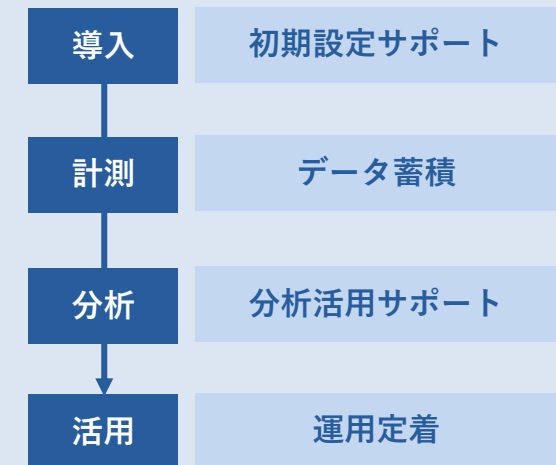 導入
初期設定サポート
計測
データ蓄積
分析
分析活用サポート
活用
運用定着